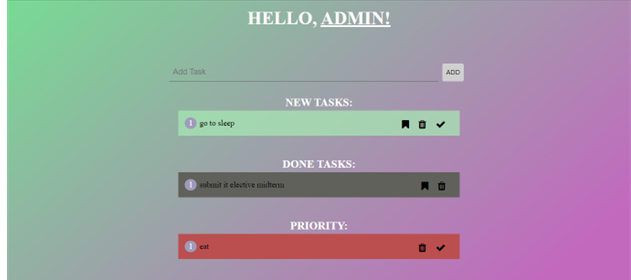 HELLO, ADMIN!
Add Task ADD
NEW TASKS:
1 go to sleep
DONE TASKS:
1 submit it elective midterm
PRIORITY:
1 eat